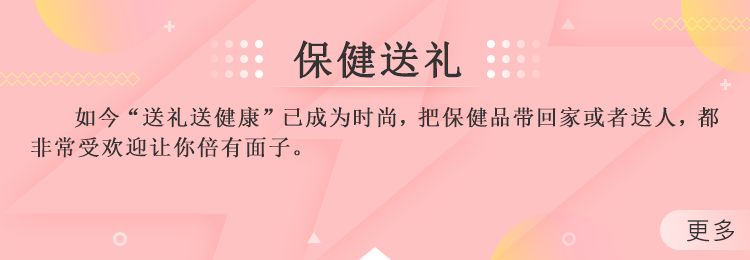 保健送礼
如今“送礼送健康”已成为时尚，把保健品带回家或者送人，都
非常受欢迎让你倍有面子。
更多